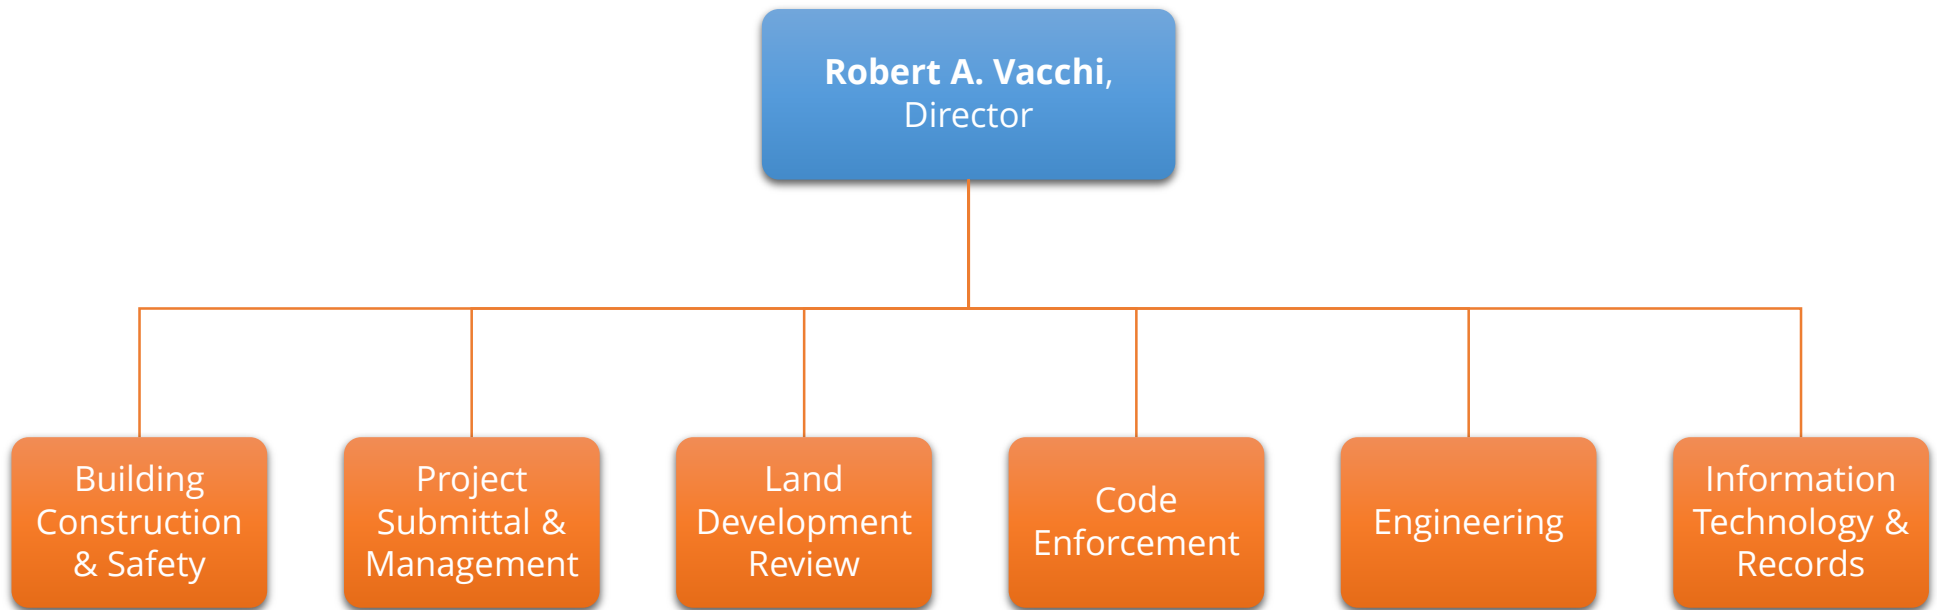 Robert A. Vacchi,
Director
Building
Construction
& Safety
Project
Submittal &
Management
Land
Development
Review
Code
Enforcement
Engineering
Information
Technology &
Records